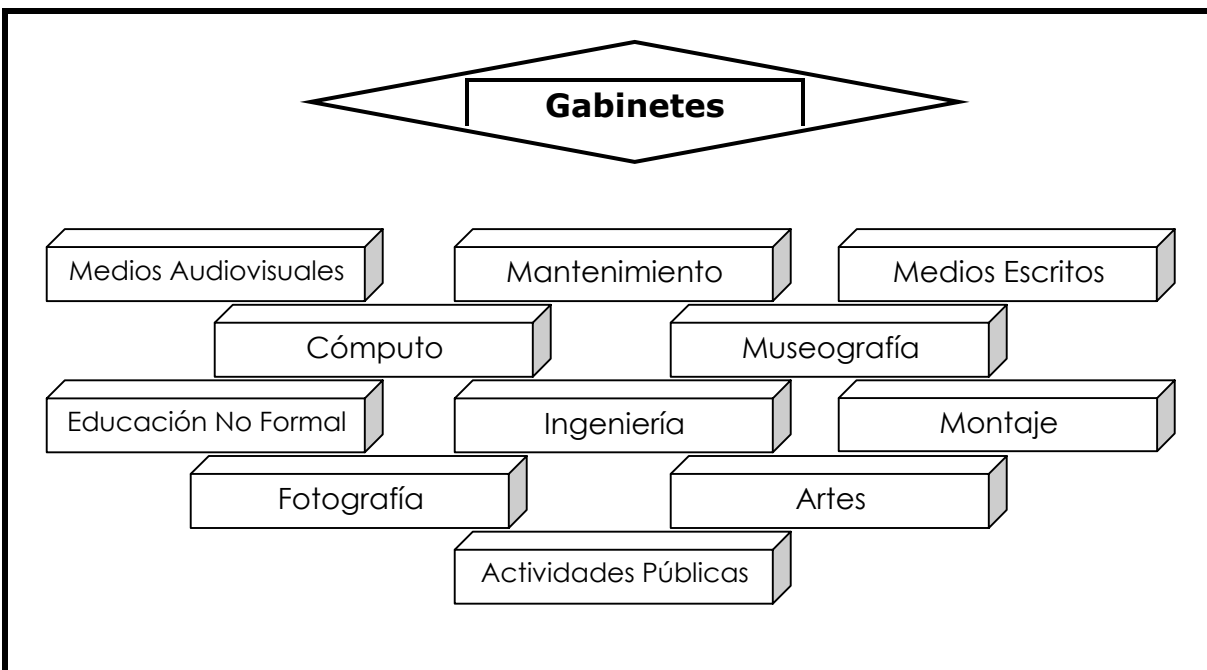 Gabinetes
Medios Audiovisuales
Mantenimiento
Medios Escritos
Cómputo
Museografía
Educación No Formal
Ingeniería
Montaje
Fotografía
Artes
Actividades Públicas